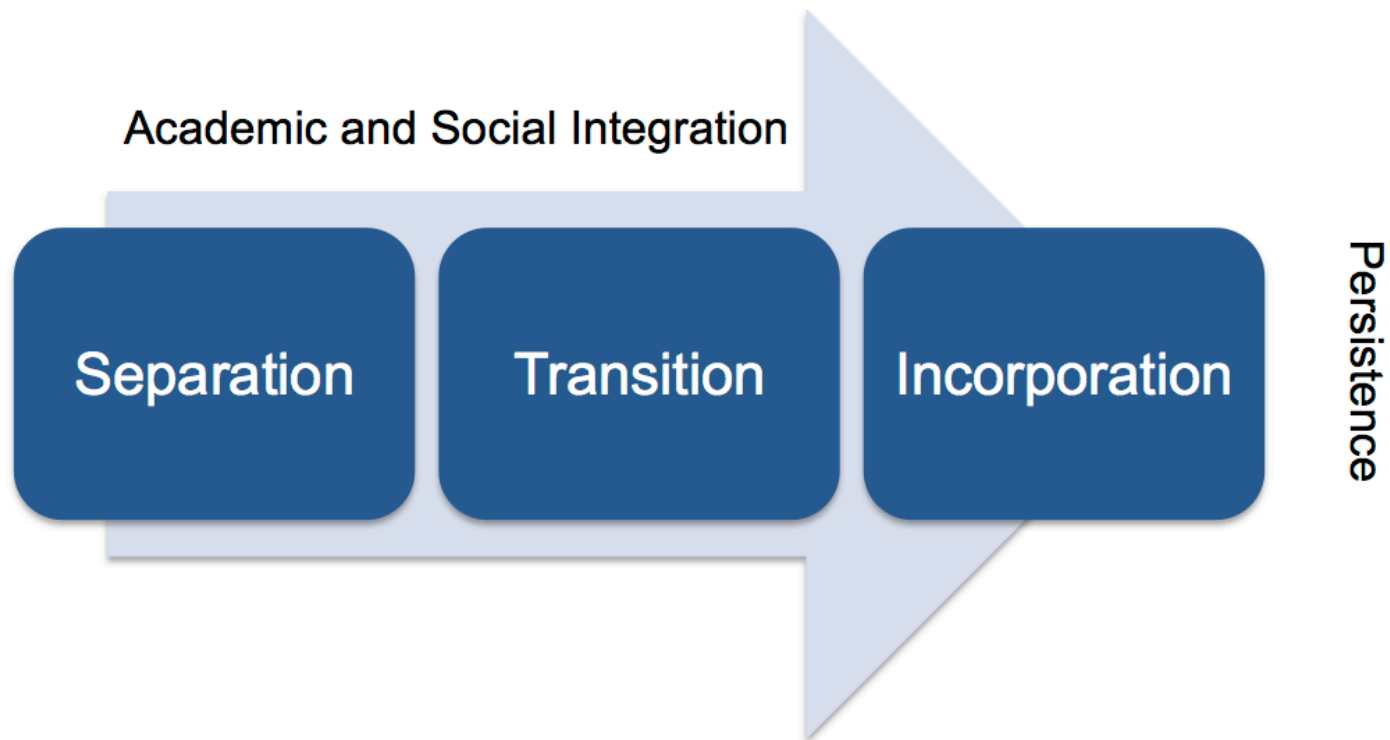 Academic and Social Integration
Separation
Transition
Incorporation
Persistence